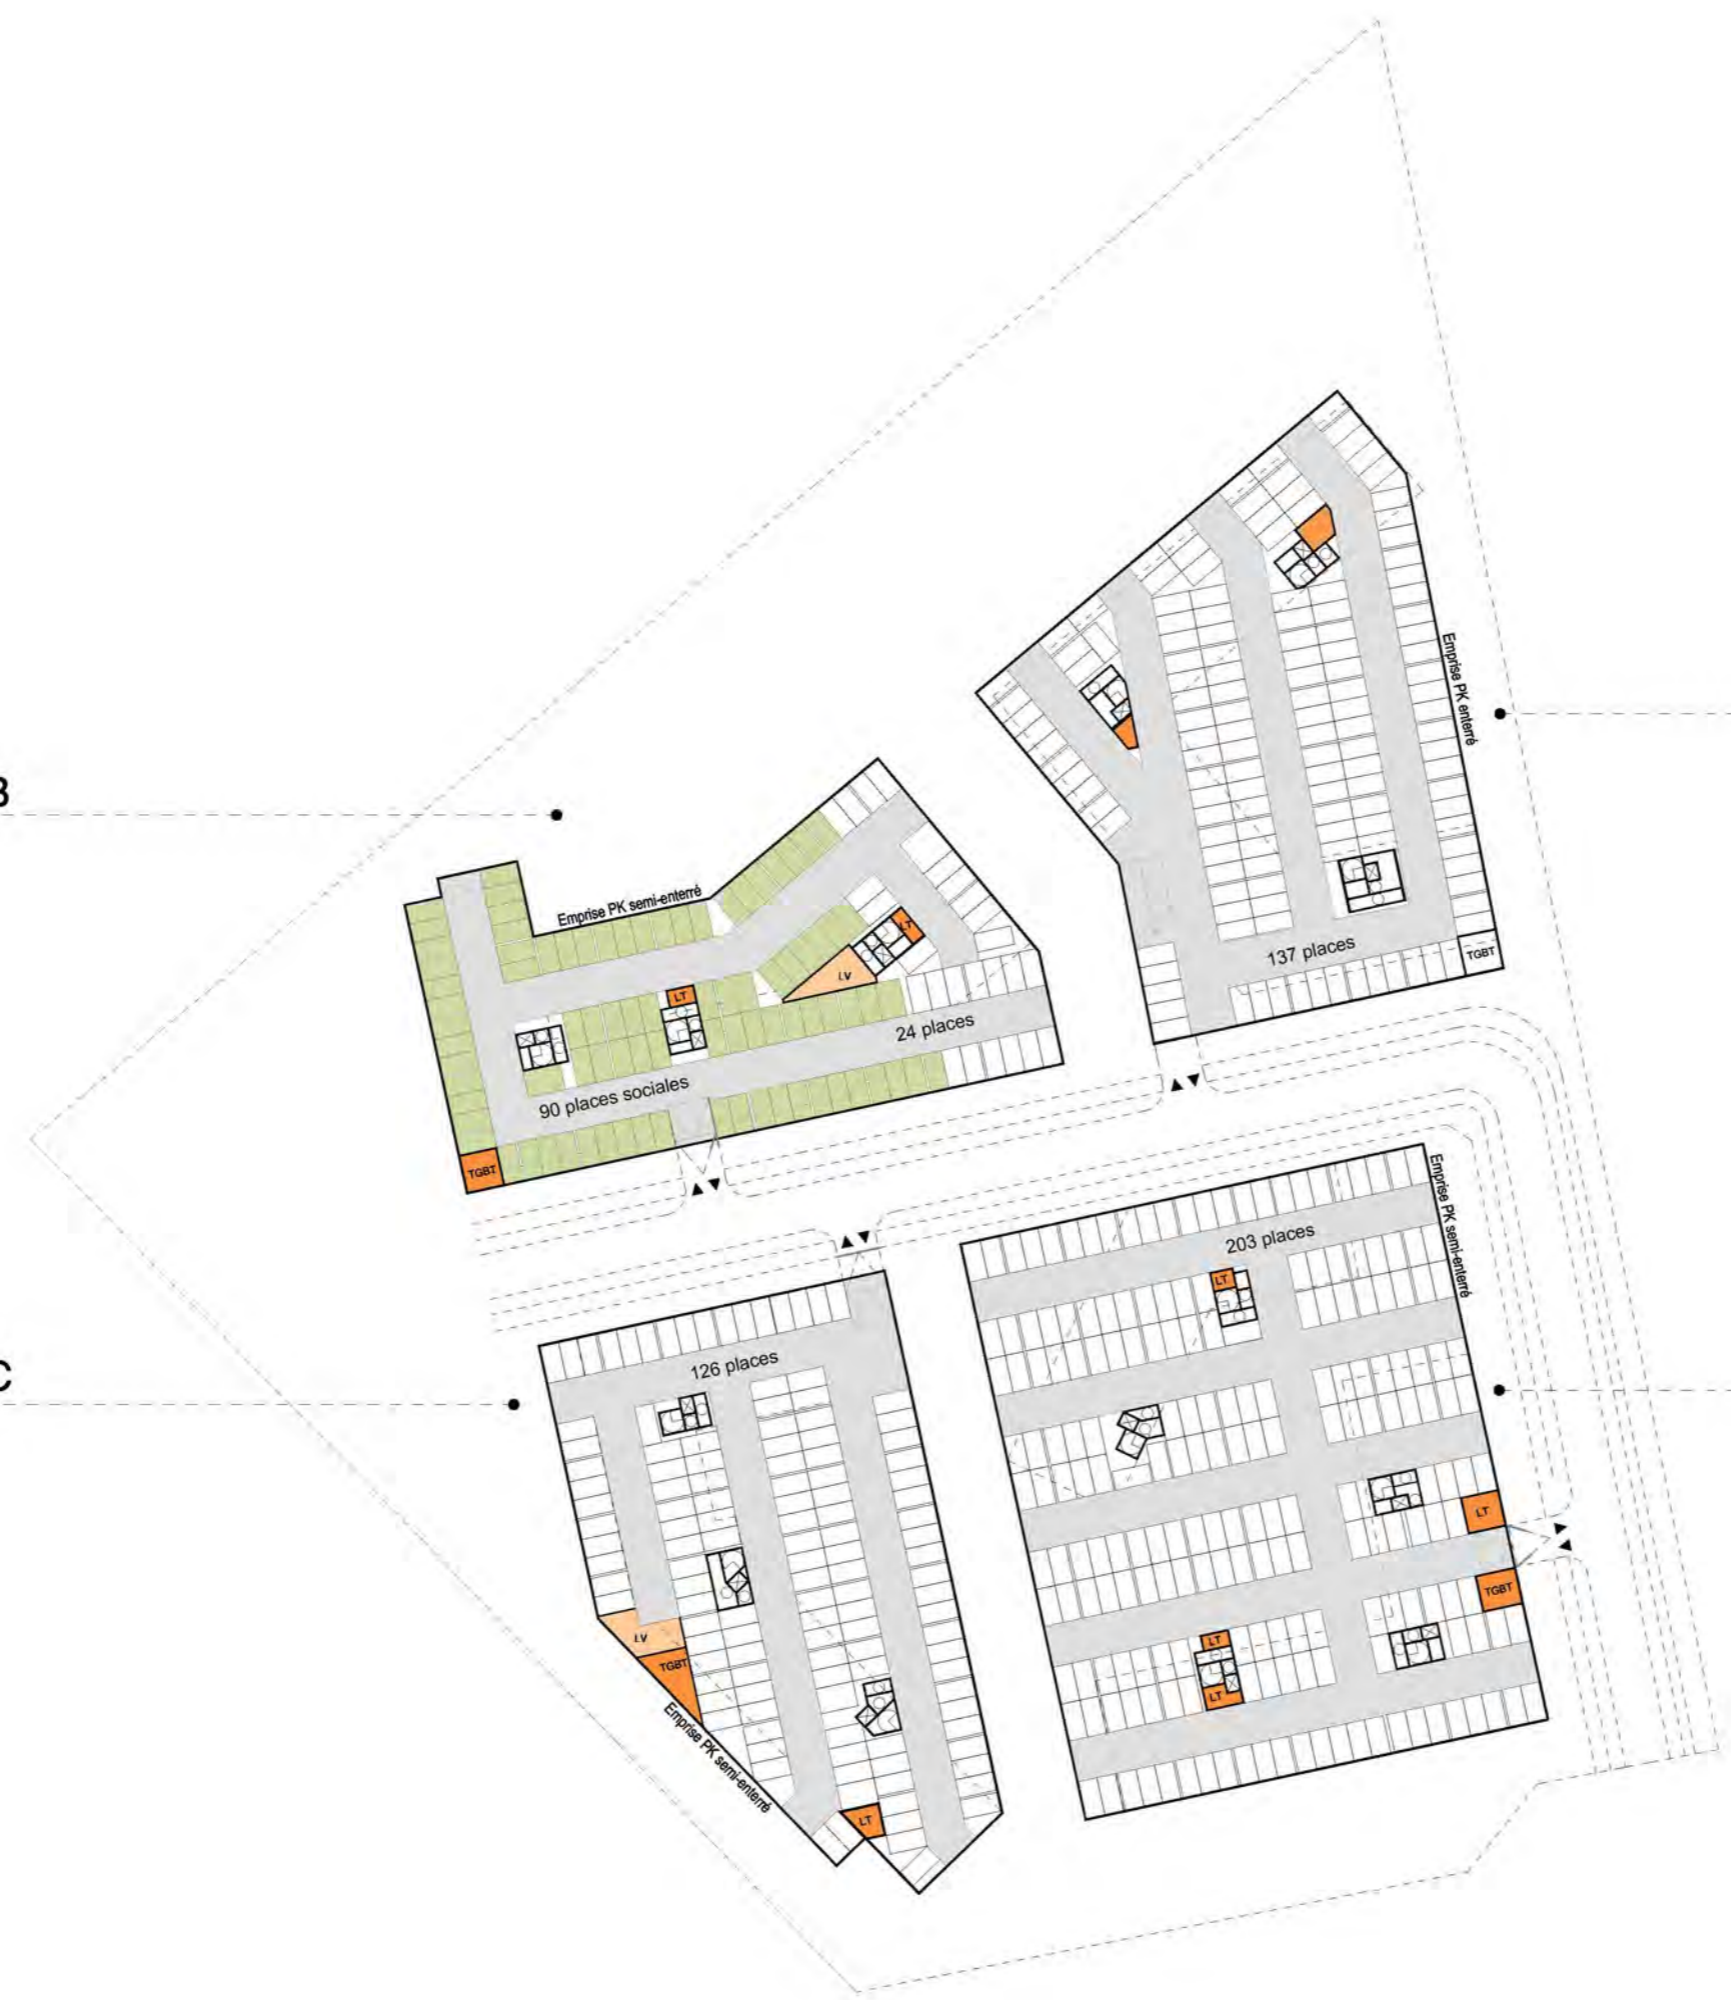 Emprise PK enterré
B
Emprise PK semi-enterré
LT
LV
LT
137 places
TGBT
24 places
90 places sociales
TGBT
Emprise PK semi-enterré
203 places
LT
126 places
C
LT
TGBT
LV
TGBT
LT
LT
Emprise PK semi-enterré
LT